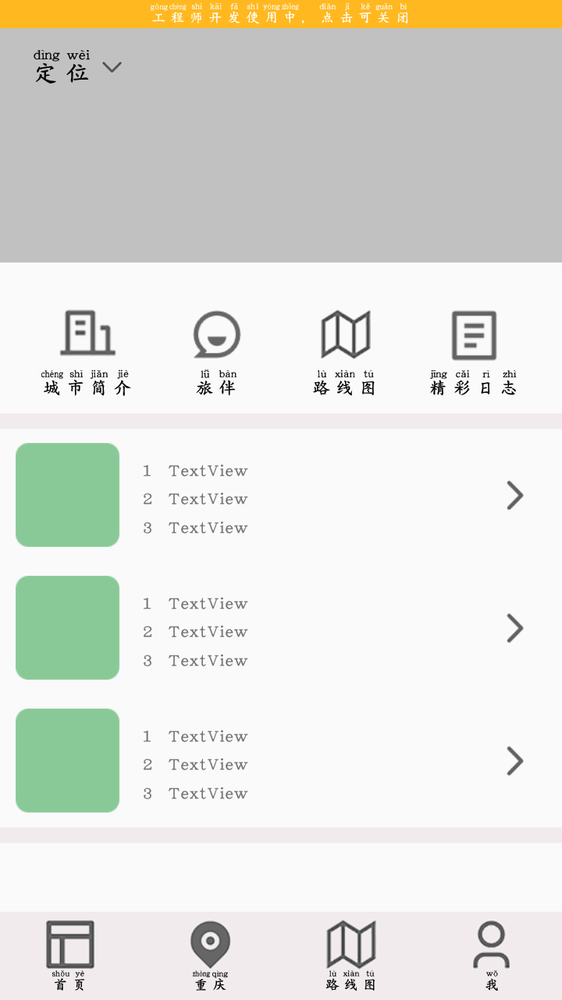 gōng chéng shī kāi fā shǐ yòng zhōng diǎn jī kě guān bì
工程师开发使用中，点击可关闭
dìng wèi
定位
chéng shì jiǎn jiè lǚ bàn lù xiàn tú jīng cǎi rì zhì
城市简介 旅伴 路线图 精彩日志
1 TextView
2 TextView
3 TextView
1 TextView
2 TextView
3 TextView
1 TextView
2 TextView
3 TextView
shǒu yè zhòng qìng lù xiàn tú wǒ
首页 重庆 路线图 我